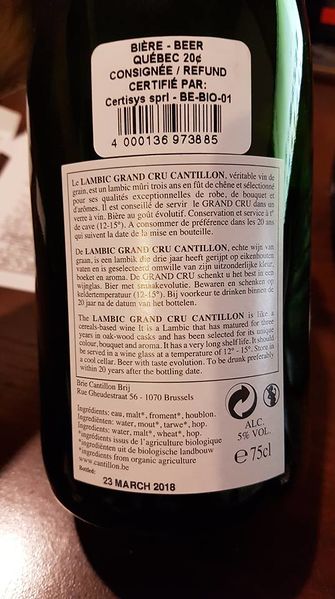 BIÈRE - BEER
QUÉBEC 20¢
CONSIGNÉE / REFUND
CERTIFIÉ PAR:
Certisys sprl - BE-BIO-01
4 000136 973885
Le LAMBIC GRAND CRU CANTILLON, véritable vin de
grain, est un lambic mûri trois ans en fût de chêne et sélectionné
pour ses qualités exceptionnelles de robe, de bouquet et
d'arômes. Il est conseillé de servir le GRAND CRU dans un
verre à vin. Bière au goût évolutif. Conservation et service à t°
de cave (12-15°). A consommer de préférence dans les 20 ans
qui suivent la date de mise en bouteille.
De LAMBIC GRAND CRU CANTILLON, echte wijn van
graan, is een lambik die drie jaar heeft gerijpt op eikenhouten
vaten en is geselecteerd omwille van zijn uitzonderlijke kleur,
boeket en aroma. De GRAND CRU schenkt u het best in een
wijnglas. Bier met smaakevolutie. Bewaren en schenken op
keldertemperatuur (12-15°). Bij voorkeur te drinken binnen de
20 jaar na de datum van het bottelen.
The LAMBIC GRAND CRU CANTILLON is like a
cereals-based wine It is a Lambic that has matured for three
years in oak-wood casks and has been selected for its unique
colour, bouquet and aroma. It has a very long shelf life. It should
be served in a wine glass at a temperature of 12° - 15° Store in
a cool cellar. Beer with taste evolution. To be drunk preferably
within 20 years after the bottling date.
Brie Cantillon Brij
Rue Gheudestraat 56 - 1070 Brussels
Ingrédients: eau, malt*, froment*, houblon.
Ingrediënten: water, mout*, tarwe*, hop.
Ingredients: water, malt*, wheat*, hop.
*ingrédients issus de l'agriculture biologique
*ingrediënten uit de biologische landbouw
*ingredients from organic agriculture
www.cantillon.be
Bottled:
23 MARCH 2018
ALC.
5% VOL.
℮ 75cl